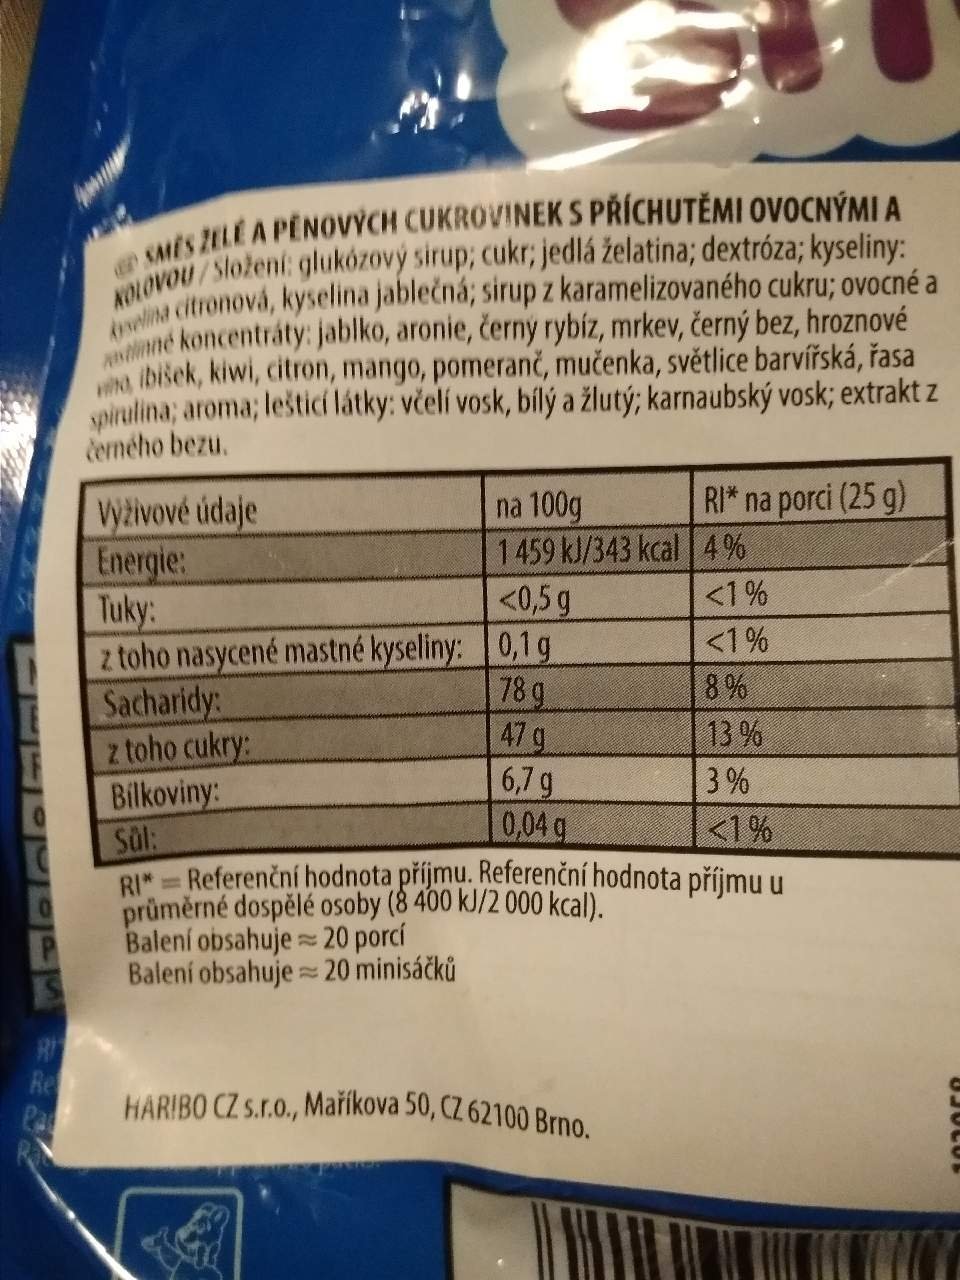 SMĚS ŽELÉ A PĚNOVÝCH CUKROVINEK S PŘÍCHUTĚMI OVOCNÝMI A
KOLOVOU / Složení: glukózový sirup; cukr; jedlá želatina; dextróza; kyseliny:
kyselina citronová, kyselina jablečná; sirup z karamelizovaného cukru; ovocné a
rostlinné koncentráty: jablko, aronie, černý rybíz, mrkev, černý bez, hroznové
víno, ibišek, kiwi, citron, mango, pomeranč, mučenka, světlice barvířská, řasa
spirulina; aroma; lešticí látky: včelí vosk, bílý a žlutý; karnaubský vosk; extrakt z
černého bezu.
Výživové údaje na 100g RI* na porci (25 g)
Energie: 1 459 kJ/343 kcal 4 %
Tuky: <0,5 g <1 %
z toho nasycené mastné kyseliny: 0,1 g <1 %
Sacharidy: 78 g 8 %
z toho cukry: 47 g 13 %
Bílkoviny: 6,7 g 3 %
Sůl: 0,04 g <1 %
RI* = Referenční hodnota příjmu. Referenční hodnota příjmu u
průměrné dospělé osoby (8 400 kJ/2 000 kcal).
Balení obsahuje ≈ 20 porcí
Balení obsahuje ≈ 20 minisáčků
HARIBO CZ s.r.o., Maříkova 50, CZ 62100 Brno.